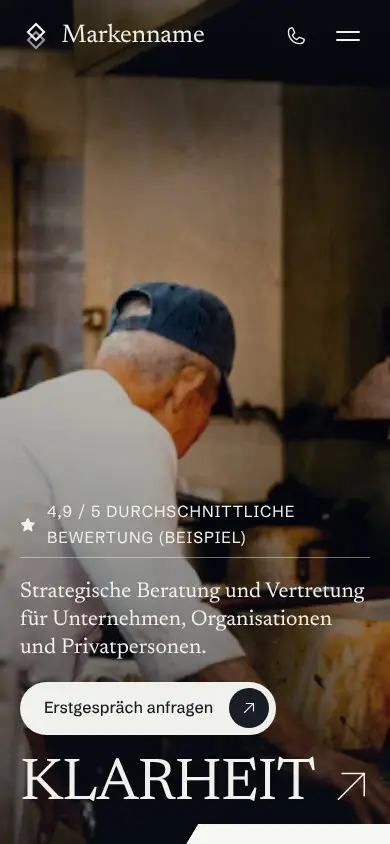 Markenname
4,9 / 5 DURCHSCHNITTLICHE
BEWERTUNG (BEISPIEL)
Strategische Beratung und Vertretung
für Unternehmen, Organisationen
und Privatpersonen.
Erstgespräch anfragen
KLARHEIT